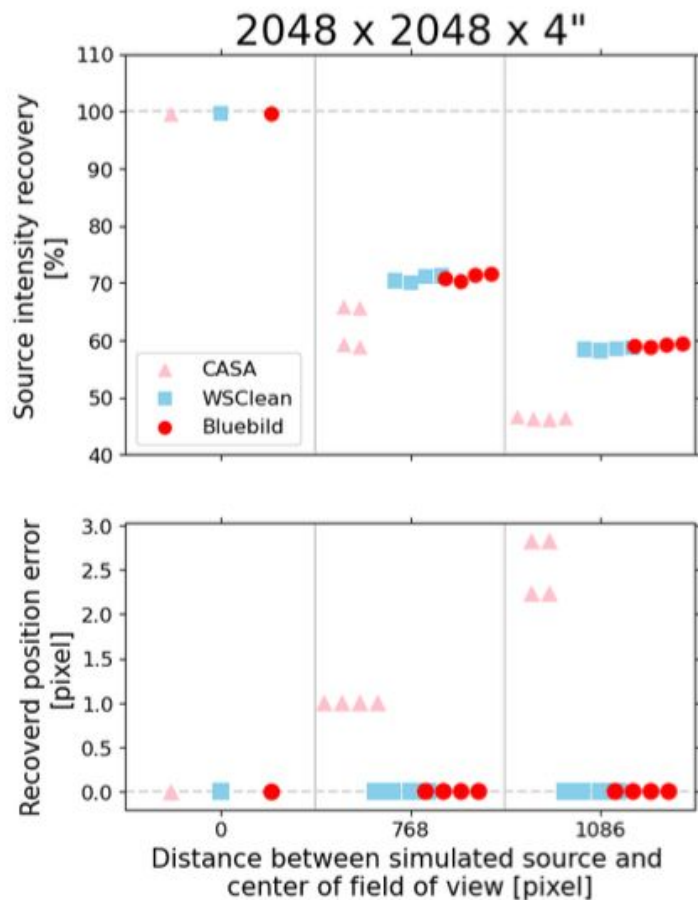 2048 x 2048 x 4"
110
100
90
80
70
60
50
40
Source intensity recovery
[%]
CASA
WSClean
Bluebild
3.0
2.5
2.0
1.5
1.0
0.5
0.0
Recoverd position error
[pixel]
0
768
1086
Distance between simulated source and
center of field of view [pixel]